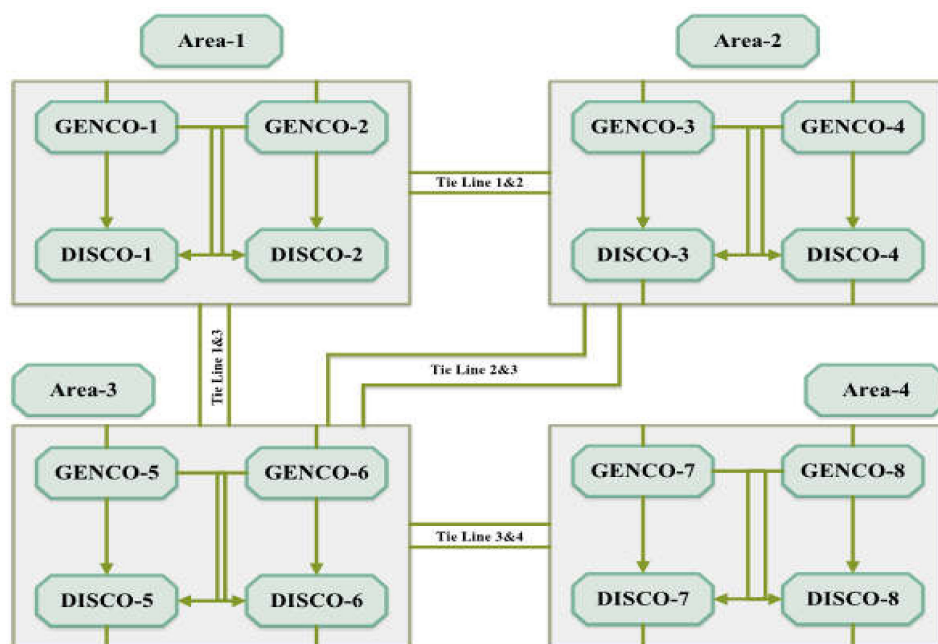 Area-1
Area-2
GENCO-1
GENCO-2
GENCO-3
GENCO-4
Tie Line 1&2
DISCO-1
DISCO-2
DISCO-3
DISCO-4
Tie Line 1&3
Tie Line 2&3
Area-3
Area-4
GENCO-5
GENCO-6
GENCO-7
GENCO-8
Tie Line 3&4
DISCO-5
DISCO-6
DISCO-7
DISCO-8